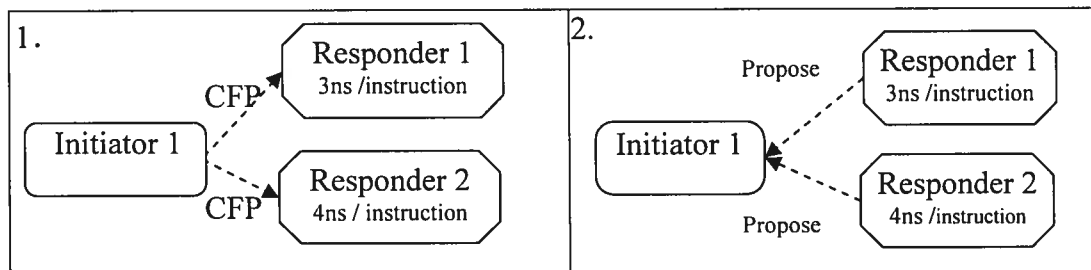 1.
Responder 1
3ns /instruction
CFP
Initiator 1
Responder 2
4ns / instruction
CFP
2.
Responder 1
3ns /instruction
Propose
Initiator 1
Responder 2
4ns /instruction
Propose